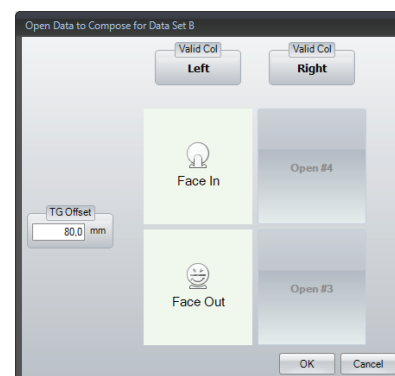 Open Data to Compose for Data Set B
Valid Col
Left
Valid Col
Right
Face In
Open #4
TG Offset
80,0 mm
Face Out
Open #3
OK
Cancel